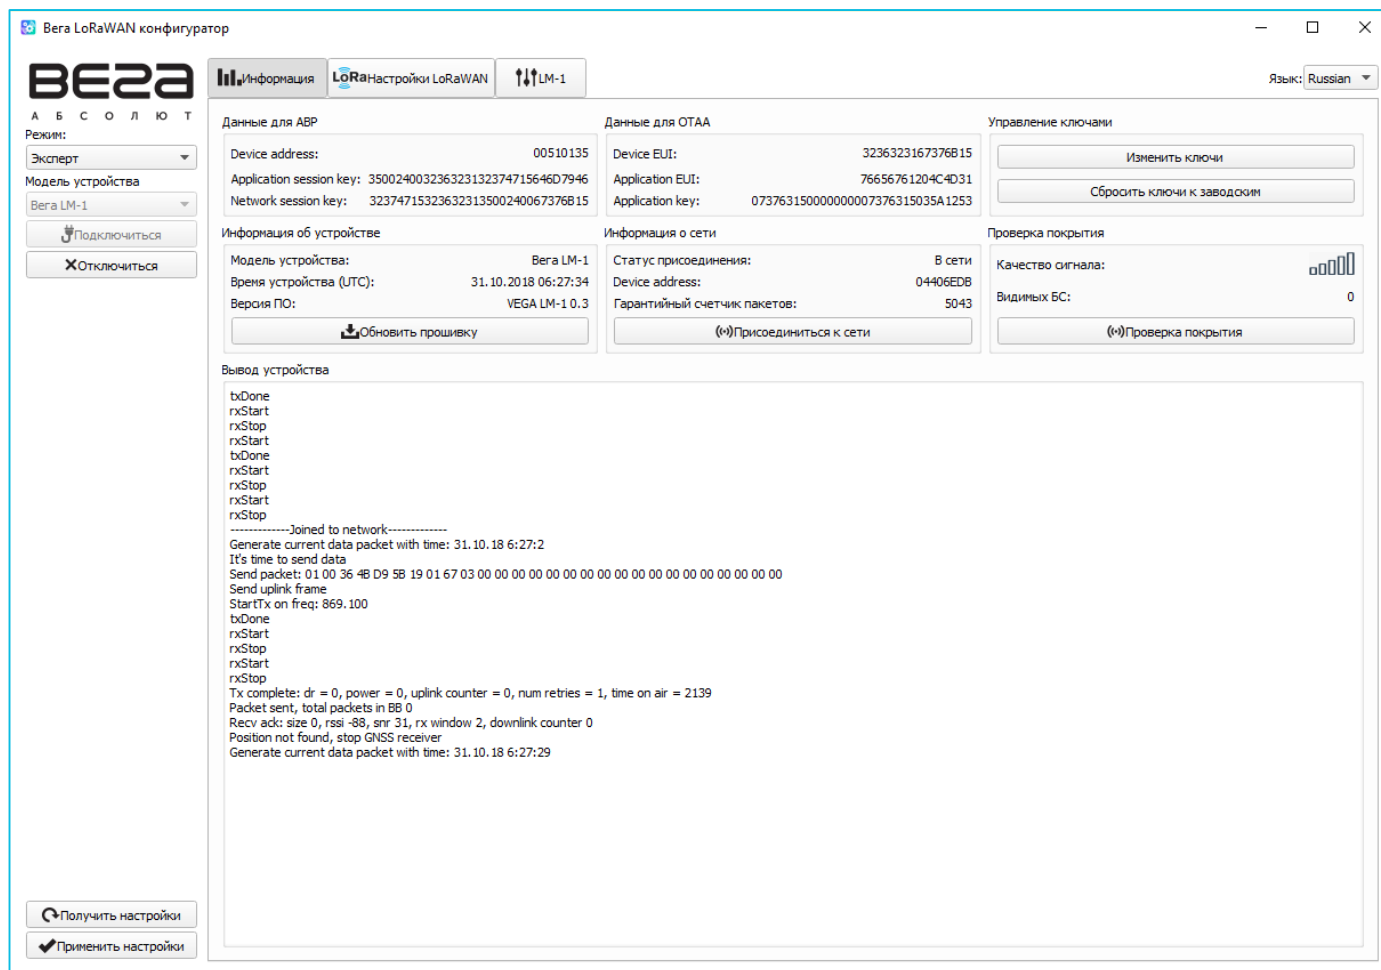 Вега LoRaWAN конфигуратор
ВЕГА
АБСОЛЮТ
Режим:
Эксперт
Модель устройства
Вега LM-1
Подключиться
Отключиться
Получить настройки
Применить настройки
Информация
LoRa Настройки LoRaWAN
LM-1
Язык: Russian
Данные для ABP
Device address: 00510135
Application session key: 35002400323632313237471564­6D7946
Network session key: 32374715323632313500240067376B15
Данные для OTAA
Device EUI: 3236323167376B15
Application EUI: 76656761204C4D31
Application key: 073763150000000007376315035A1253
Управление ключами
Изменить ключи
Сбросить ключи к заводским
Информация об устройстве
Модель устройства: Вега LM-1
Время устройства (UTC): 31.10.2018 06:27:34
Версия ПО: VEGA LM-1 0.3
Обновить прошивку
Информация о сети
Статус присоединения: В сети
Device address: 04406EDB
Гарантийный счетчик пакетов: 5043
Присоединиться к сети
Проверка покрытия
Качество сигнала:
Видимых БС: 0
Проверка покрытия
Вывод устройства
txDone
rxStart
rxStop
rxStart
txDone
rxStart
rxStop
rxStart
rxStop
-------------Joined to network-------------
Generate current data packet with time: 31.10.18 6:27:2
It's time to send data
Send packet: 01 00 36 4B D9 5B 19 01 67 03 00 00 00 00 00 00 00 00 00 00 00 00 00 00 00 00 00 00
Send uplink frame
StartTx on freq: 869.100
txDone
rxStart
rxStop
rxStart
rxStop
Tx complete: dr = 0, power = 0, uplink counter = 0, num retries = 1, time on air = 2139
Packet sent, total packets in BB 0
Recv ack: size 0, rssi -88, snr 31, rx window 2, downlink counter 0
Position not found, stop GNSS receiver
Generate current data packet with time: 31.10.18 6:27:29